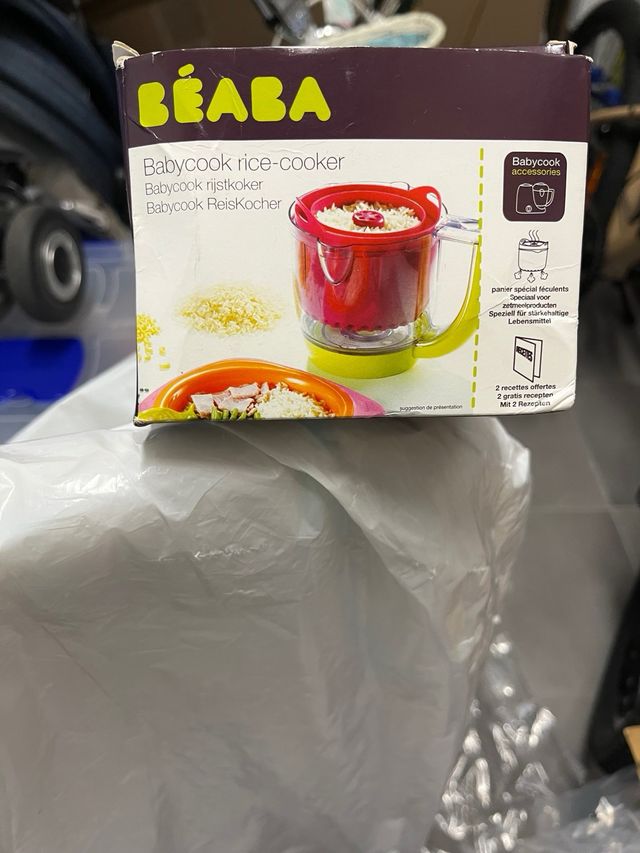 BÉABA
Babycook rice-cooker
Babycook rijstkoker
Babycook ReisKocher
Babycook
accessories
panier spécial féculents
Speciaal voor
zetmeelproducten
Speziell für stärkehaltige
Lebensmittel
2 recettes offertes
2 gratis recepten
Mit 2 Rezepten
suggestion de présentation